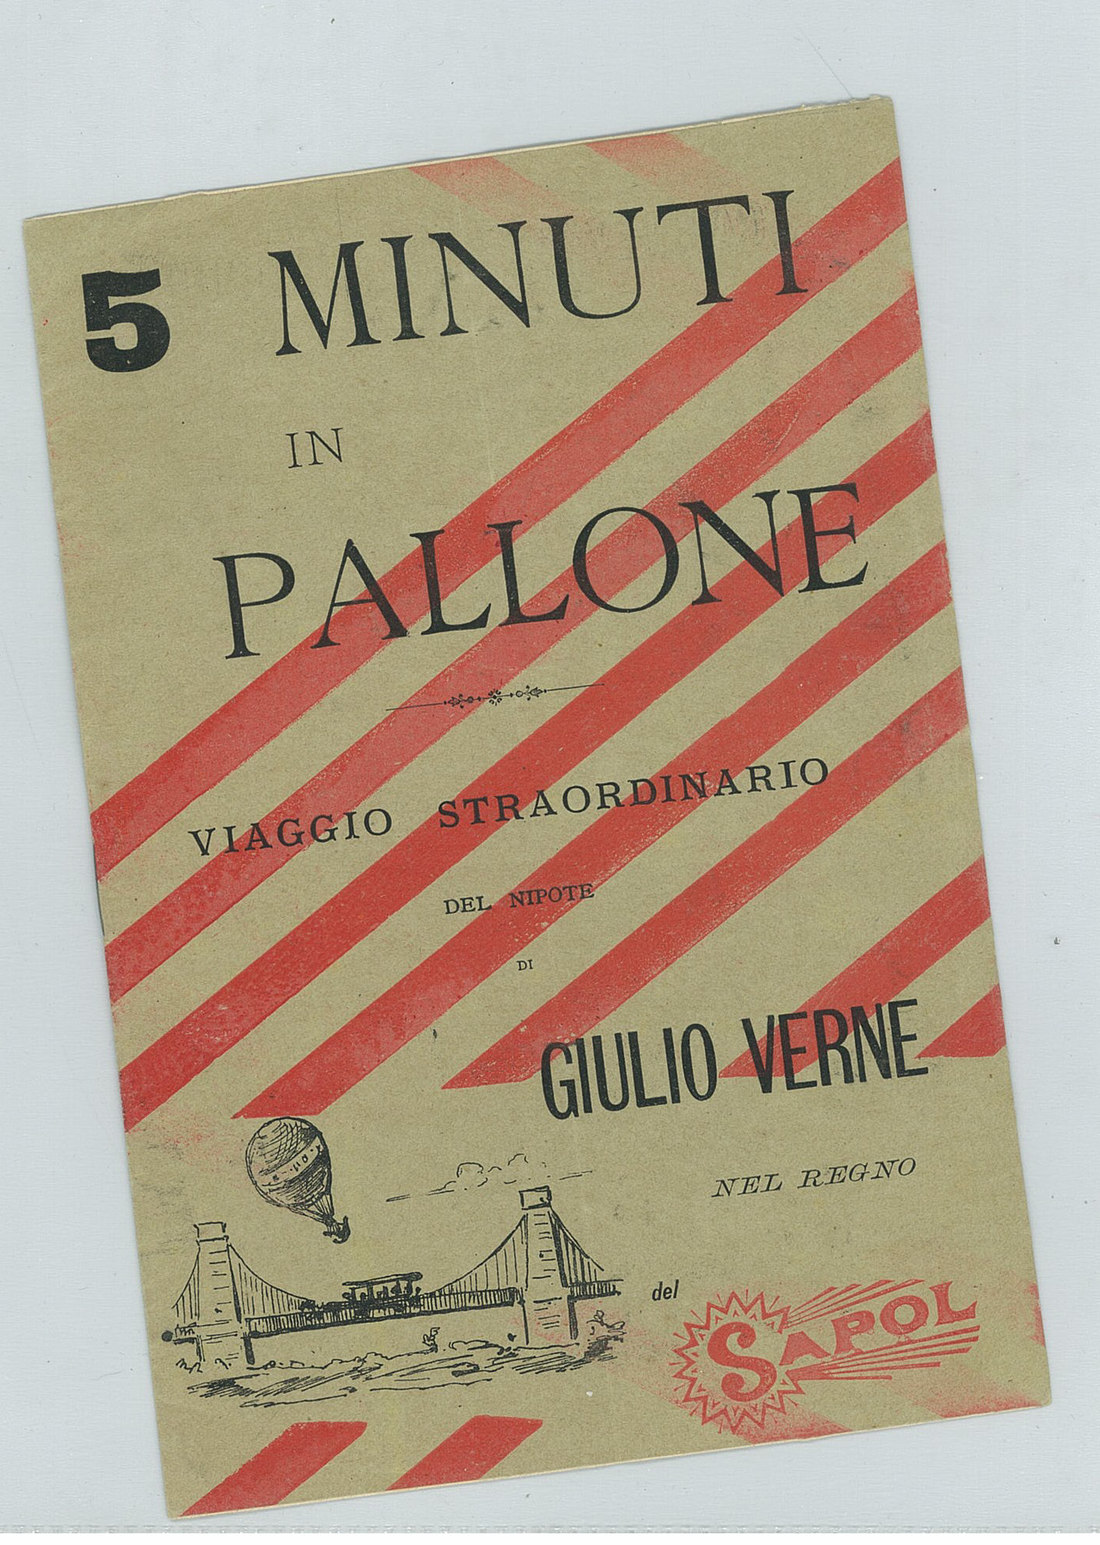 5 MINUTI
IN
PALLONE
VIAGGIO STRAORDINARIO
DEL NIPOTE
DI
GIULIO VERNE
NEL REGNO
del SAPOL